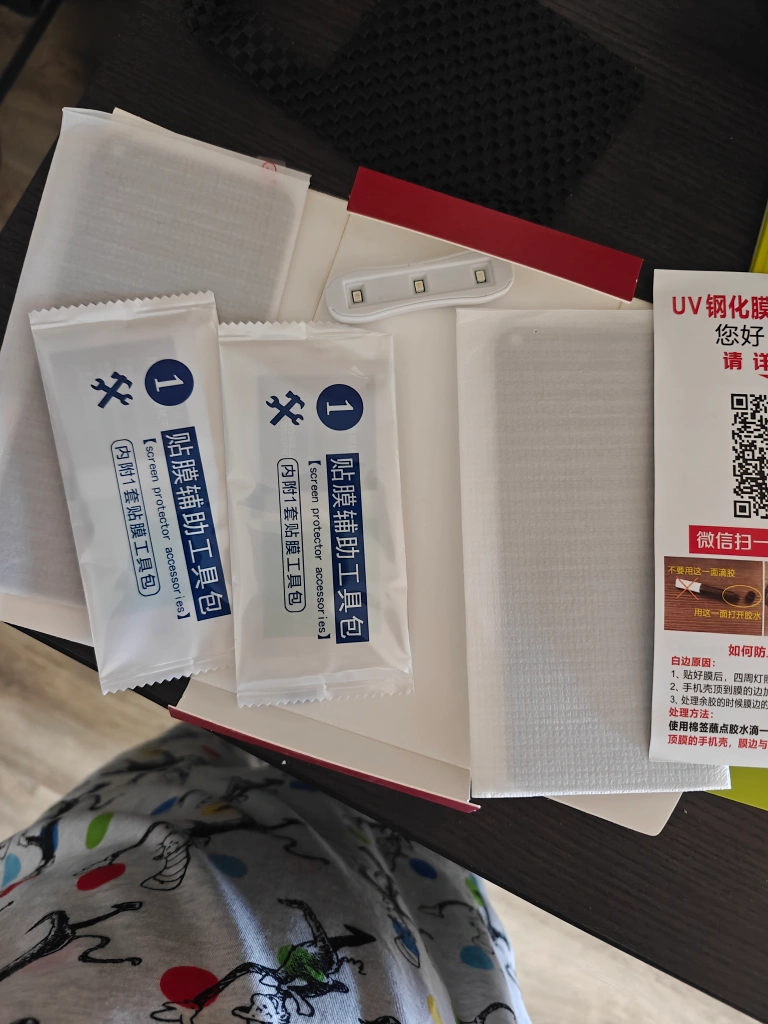 1
贴膜辅助工具包
【screen protector accessories】
内附1套贴膜工具包
1
贴膜辅助工具包
【screen protector accessories】
内附1套贴膜工具包
UV钢化膜
您好
请 详
微信扫一
不要用这一面滴胶
用这一面打开胶水
如何防
白边原因：
1、贴好膜后，四周灯
2、手机壳顶到膜的边
3、处理余胶的时候膜边的
处理方法：
使用棉签蘸点胶水滴一
顶膜的手机壳，膜边与